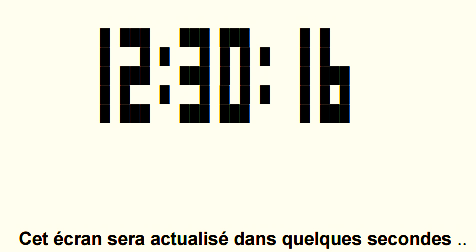 12:30:16
Cet écran sera actualisé dans quelques secondes ..